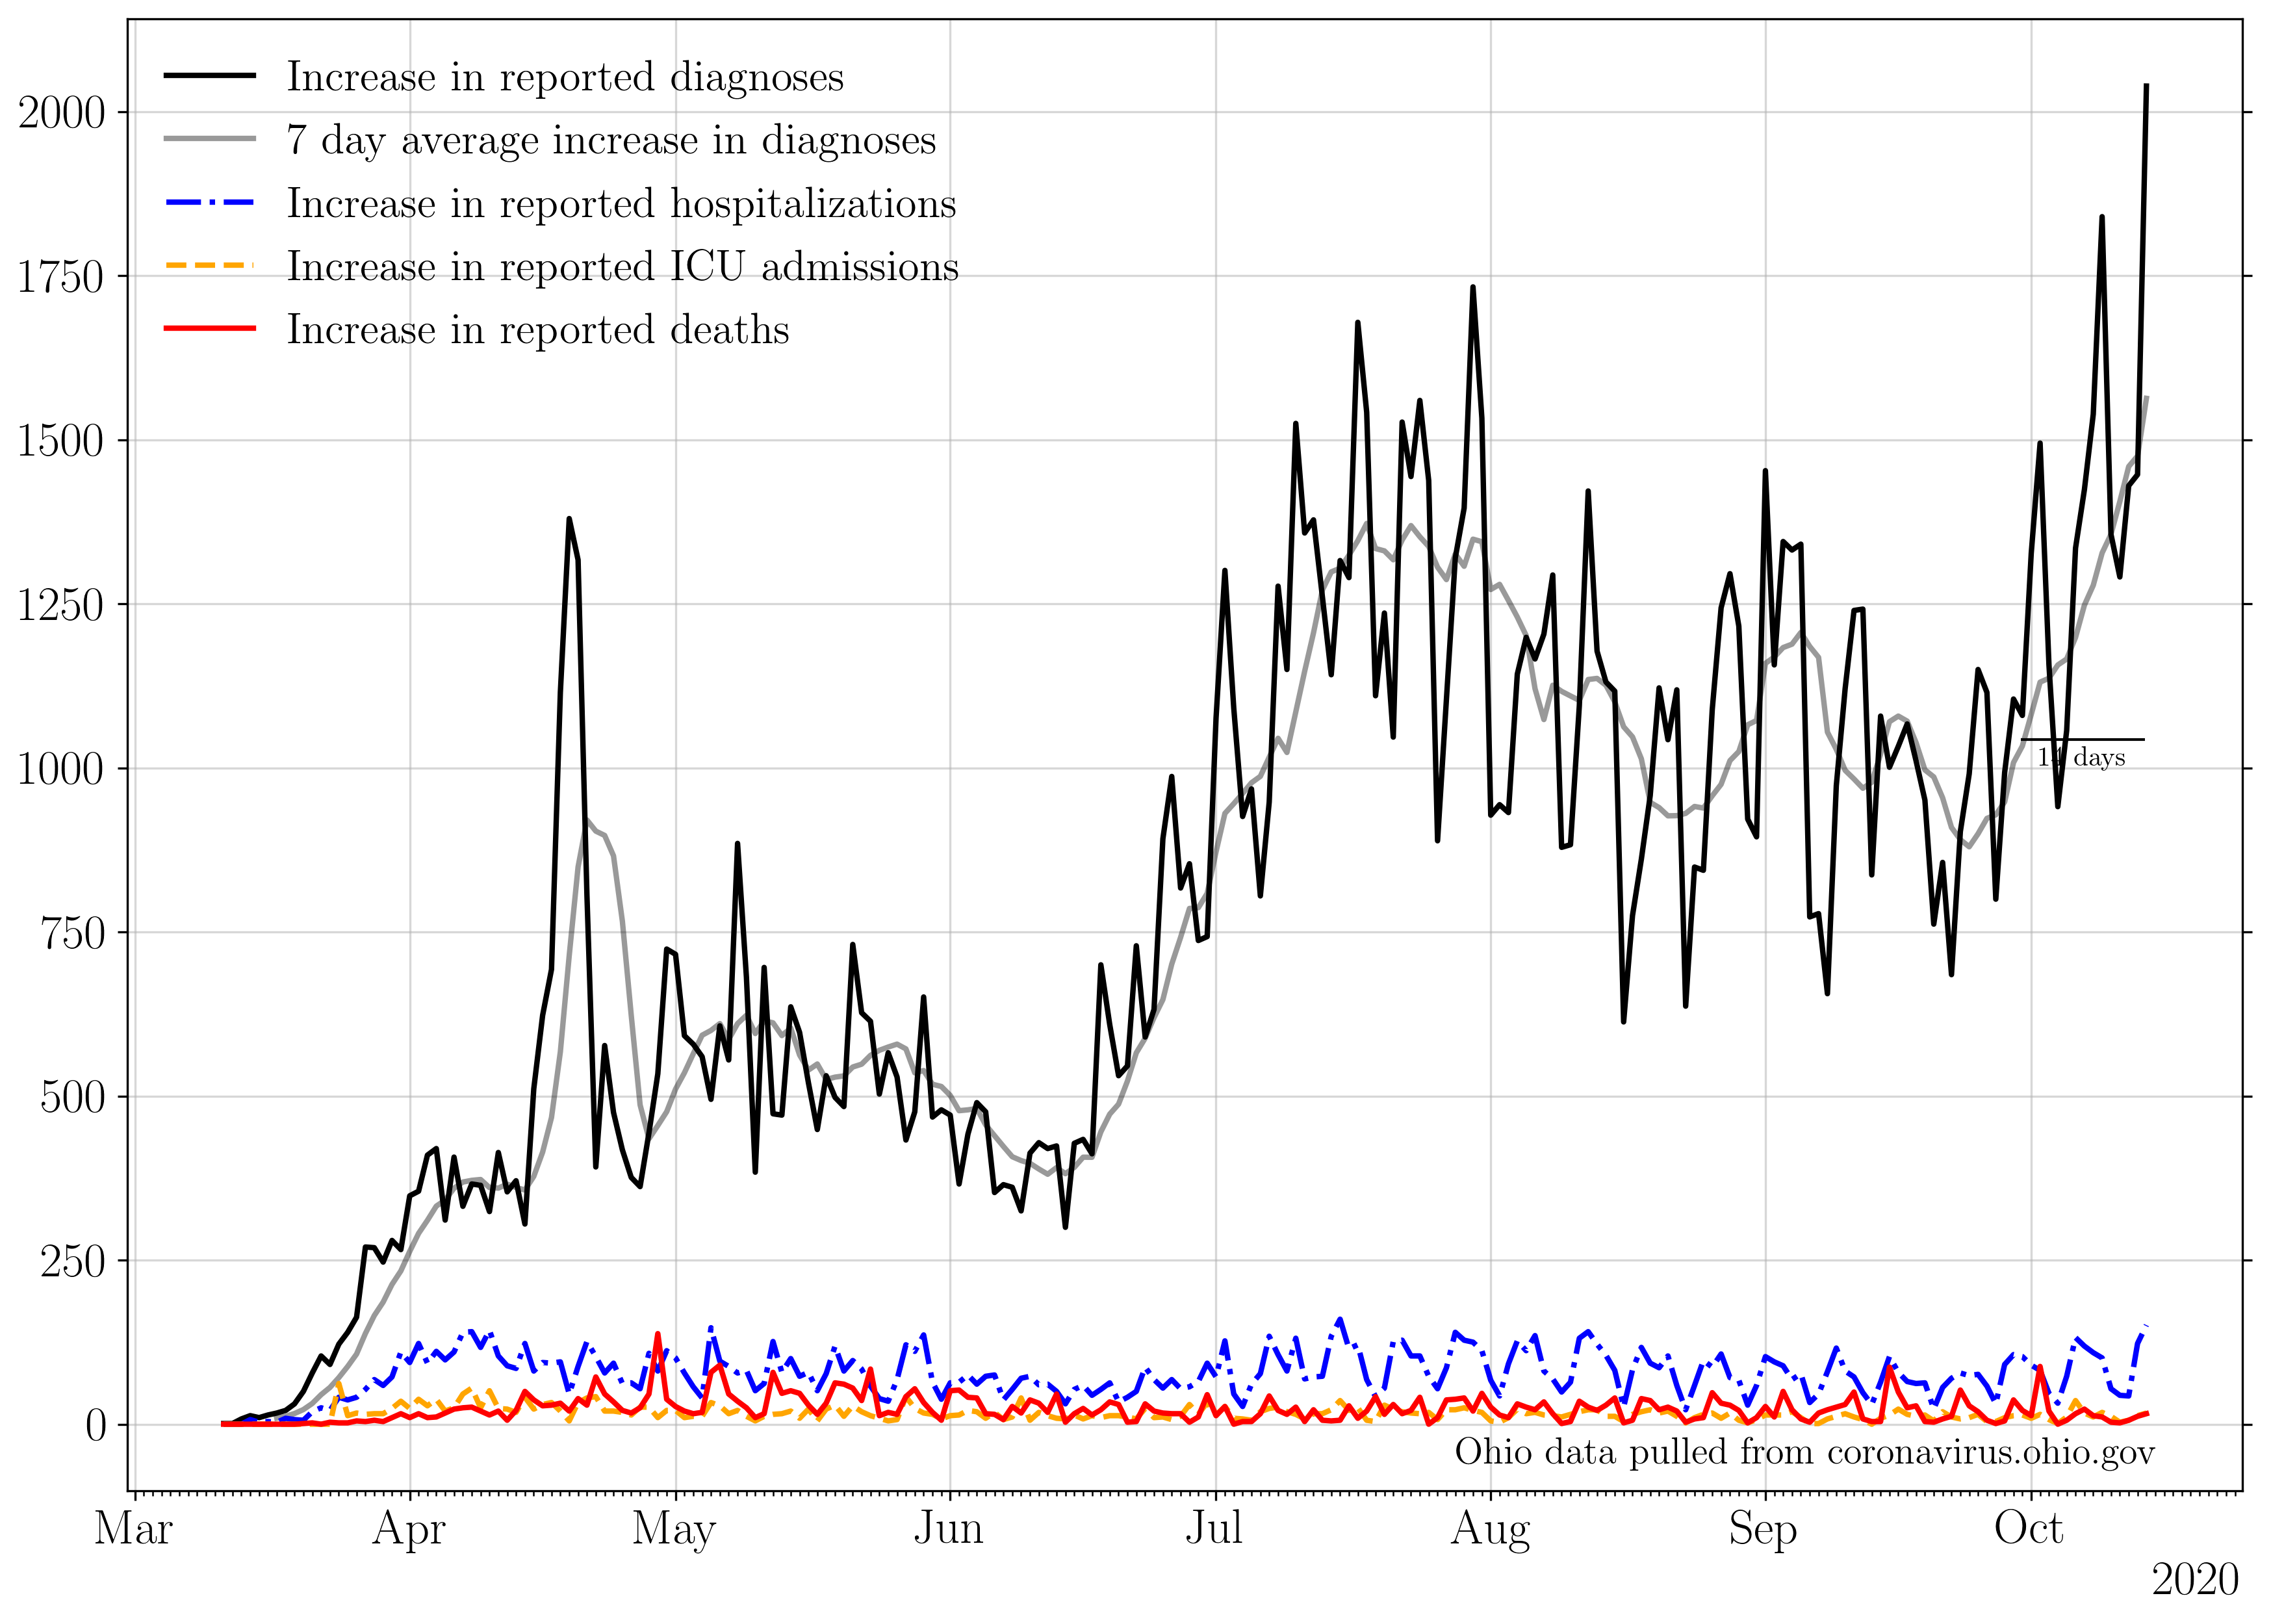 Increase in reported diagnoses
7 day average increase in diagnoses
Increase in reported hospitalizations
Increase in reported ICU admissions
Increase in reported deaths
2000
1750
1500
1250
1000
750
500
250
0
14 days
Ohio data pulled from coronavirus.ohio.gov
Mar Apr May Jun Jul Aug Sep Oct
2020